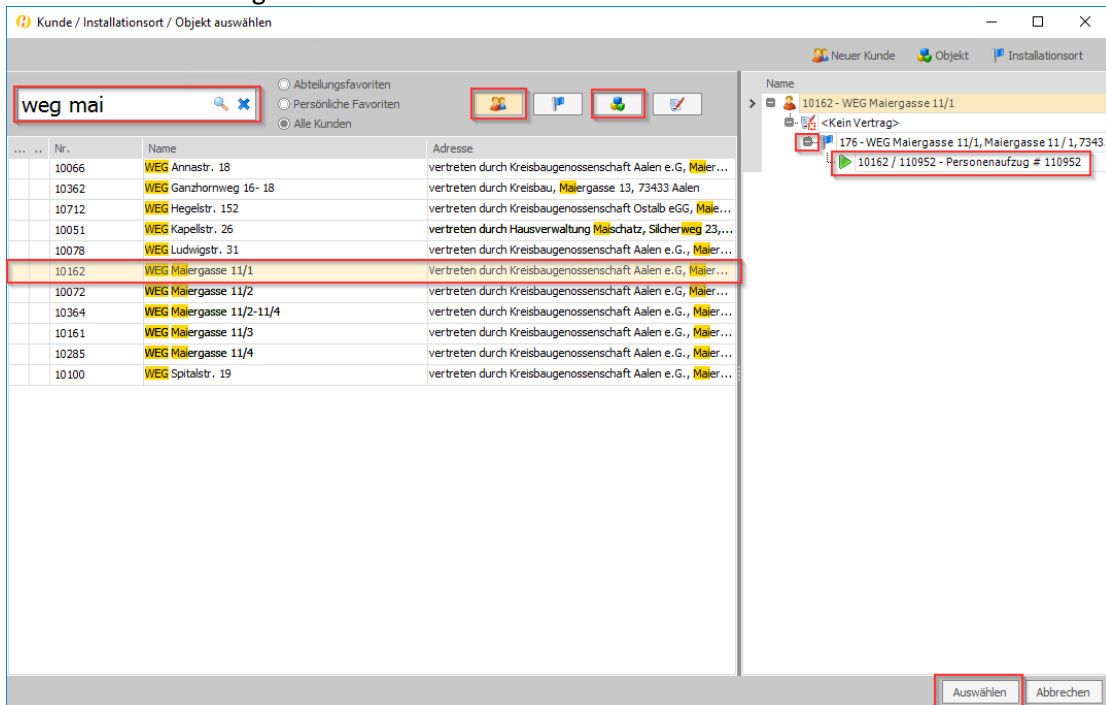 Kunde / Installationsort / Objekt auswählen
Neuer Kunde Objekt Installationsort
weg mai
Abteilungsfavoriten
Persönliche Favoriten
Alle Kunden
... .. Nr. Name Adresse
10066 WEG Annastr. 18 vertreten durch Kreisbaugenossenschaft Aalen e.G, Maier...
10362 WEG Ganzhornweg 16- 18 vertreten durch Kreisbau, Maiergasse 13, 73433 Aalen
10712 WEG Hegelstr. 152 vertreten durch Kreisbaugenossenschaft Ostalb eGG, Maie...
10051 WEG Kapellstr. 26 vertreten durch Hausverwaltung Maischatz, Silcherweg 23,...
10078 WEG Ludwigstr. 31 vertreten durch Kreisbaugenossenschaft Aalen e.G., Maier...
10162 WEG Maiergasse 11/1 Vertreten durch Kreisbaugenossenschaft Aalen e.G, Maier...
10072 WEG Maiergasse 11/2 vertreten durch Kreisbaugenossenschaft Aalen e.G, Maier...
10364 WEG Maiergasse 11/2-11/4 vertreten durch Kreisbaugenossenschaft Aalen e.G., Maier...
10161 WEG Maiergasse 11/3 vertreten durch Kreisbaugenossenschaft Aalen e.G., Maier...
10285 WEG Maiergasse 11/4 vertreten durch Kreisbaugenossenschaft Aalen e.G., Maier...
10100 WEG Spitalstr. 19 vertreten durch Kreisbaugenossenschaft Aalen e.G., Maier...
Name
10162 - WEG Maiergasse 11/1
<Kein Vertrag>
176 - WEG Maiergasse 11/1, Maiergasse 11 / 1, 7343
10162 / 110952 - Personenaufzug # 110952
Auswählen Abbrechen